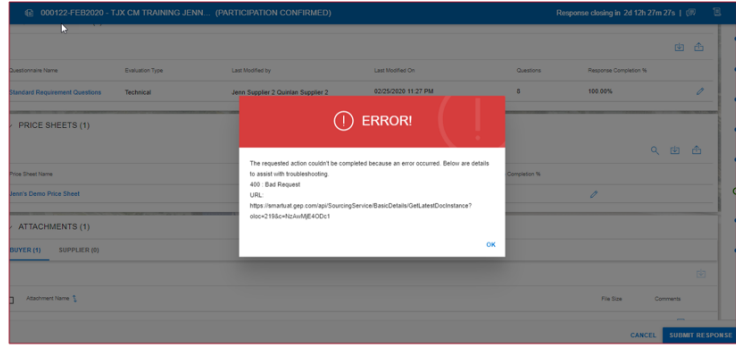 000122-FEB2020 - TJX CM TRAINING JENN... (PARTICIPATION CONFIRMED)
Response closing in 2d 12h 27m 27s
Questionnaire Name Evaluation Type Last Modified by Last Modified On Questions Response Completion %
Standard Requirement Questions Technical Jenn Supplier 2 Quinlan Supplier 2 02/25/2020 11:27 PM 8 100.00%
ERROR!
The requested action couldn't be completed because an error occurred. Below are details
to assist with troubleshooting.
400 : Bad Request
URL:
https://smartuat.gep.com/api/SourcingService/BasicDetails/GetLatestDocInstance?
oloc=219&c=NzAwMjE4ODc1
OK
PRICE SHEETS (1)
Price Sheet Name Completion %
Jenn's Demo Price Sheet
ATTACHMENTS (1)
BUYER (1) SUPPLIER (0)
Attachment Name File Size Comments
CANCEL SUBMIT RESPONSE